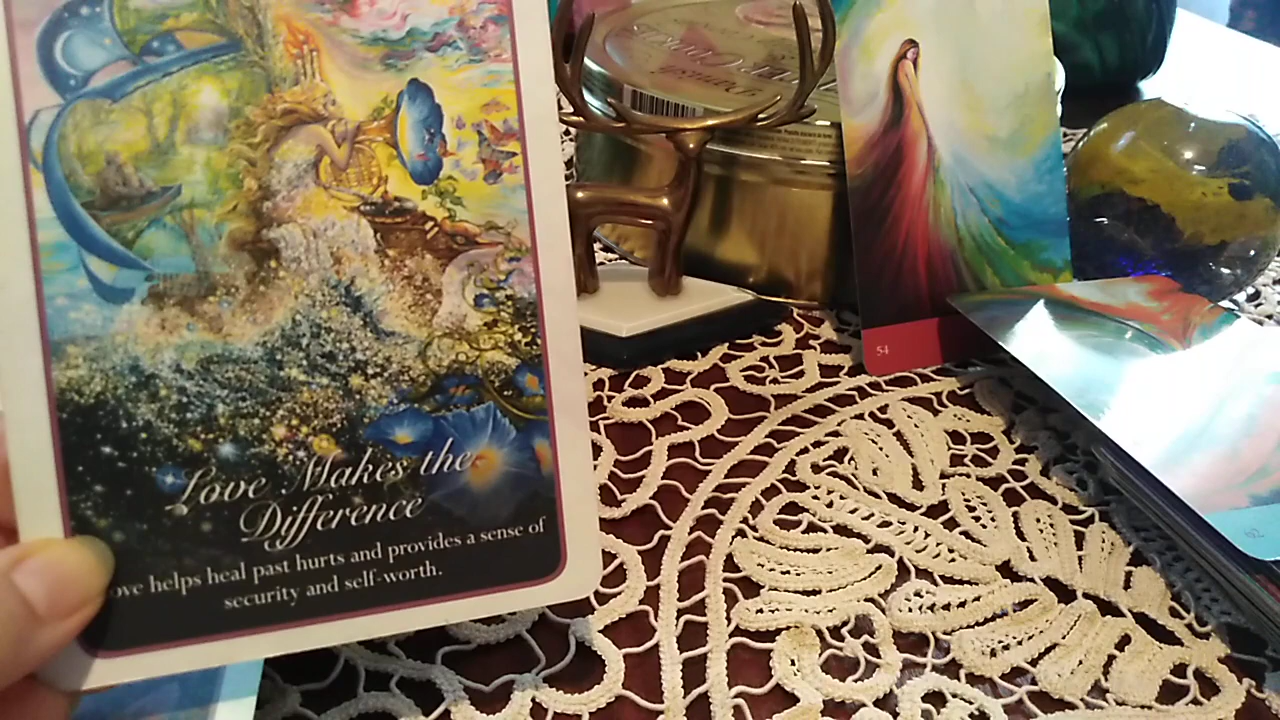 Love Makes the
Difference
ove helps heal past hurts and provides a sense of
security and self-worth.
54